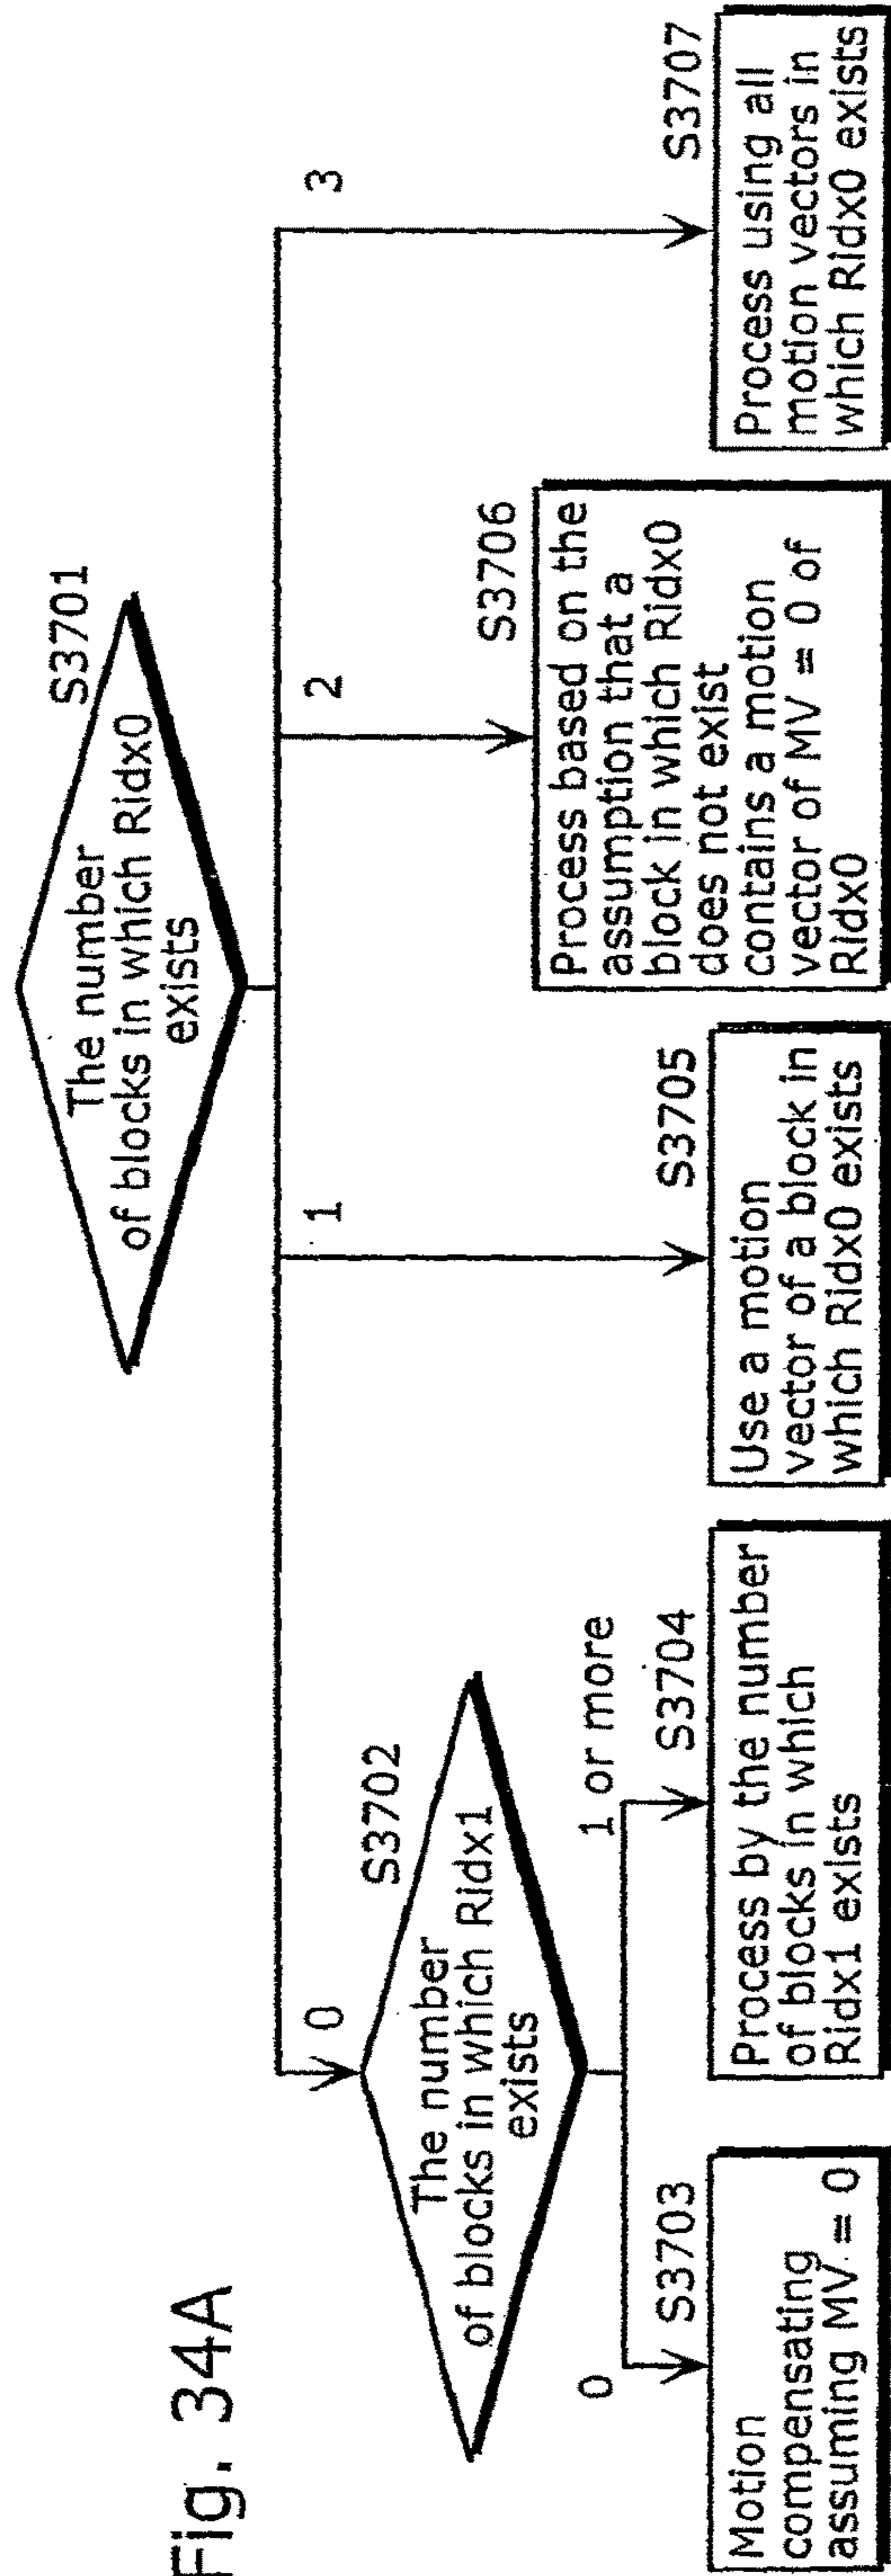 Fig. 34A
S3701
The number
of blocks in which Ridx0
exists
0
1
2
3
S3702
The number
of blocks in which Ridx1
exists
0
1 or more
S3703
Motion
compensating
assuming MV = 0
S3704
Process by the number
of blocks in which
Ridx1 exists
S3705
Use a motion
vector of a block in
which Ridx0 exists
S3706
Process based on the
assumption that a
block in which Ridx0
does not exist
contains a motion
vector of MV = 0 of
Ridx0
S3707
Process using all
motion vectors in
which Ridx0 exists